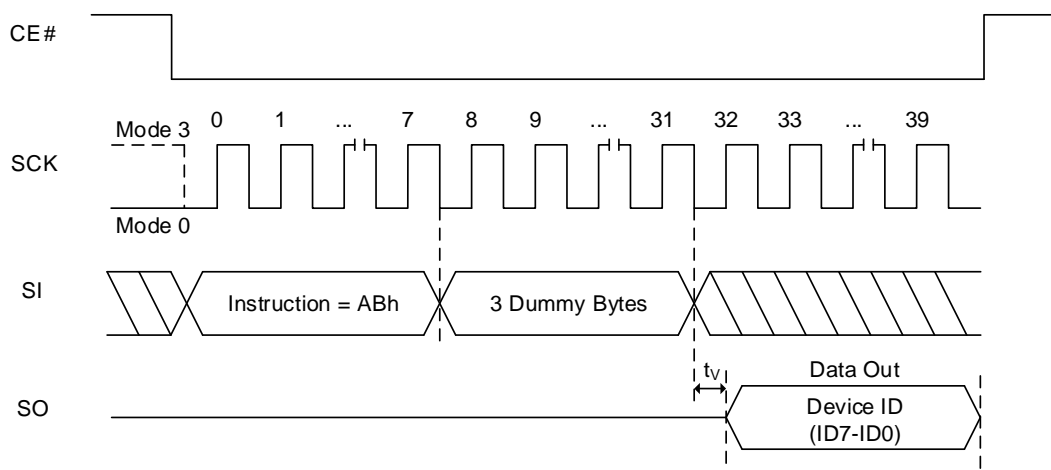 CE#
0 1 ... 7 8 9 ... 31 32 33 ... 39
Mode 3
SCK
Mode 0
SI
Instruction = ABh
3 Dummy Bytes
tV
Data Out
SO
Device ID
(ID7-ID0)